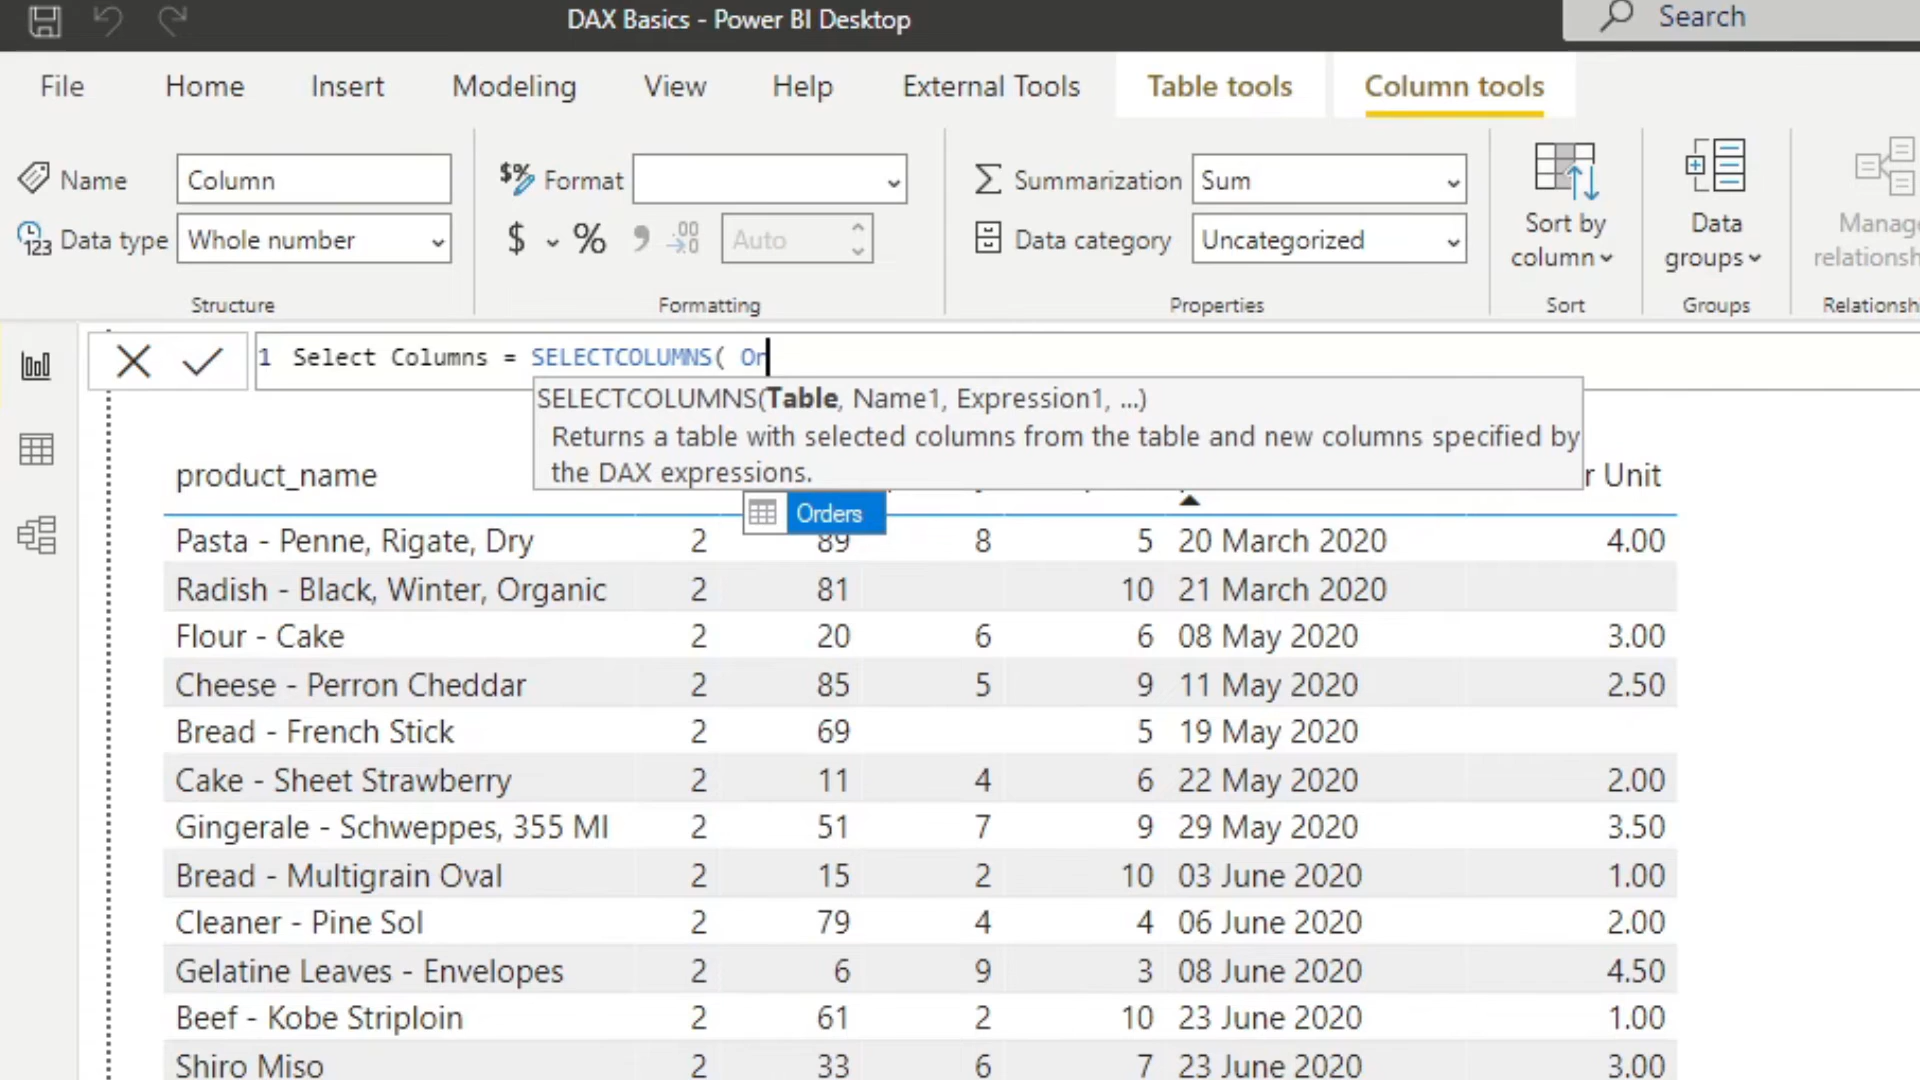 DAX Basics - Power BI Desktop
Search
File Home Insert Modeling View Help External Tools Table tools Column tools
Name Column
Data type Whole number
Structure
Format
$ % Auto
Formatting
Summarization Sum
Data category Uncategorized
Properties
Sort by column
Sort
Data groups
Groups
Manag
relationsh
Relationsh
1 Select Columns = SELECTCOLUMNS( Or
SELECTCOLUMNS(Table, Name1, Expression1, ...)
Returns a table with selected columns from the table and new columns specified by
the DAX expressions.
Orders
product_name r Unit
Pasta - Penne, Rigate, Dry 2 89 8 5 20 March 2020 4.00
Radish - Black, Winter, Organic 2 81 10 21 March 2020
Flour - Cake 2 20 6 6 08 May 2020 3.00
Cheese - Perron Cheddar 2 85 5 9 11 May 2020 2.50
Bread - French Stick 2 69 5 19 May 2020
Cake - Sheet Strawberry 2 11 4 6 22 May 2020 2.00
Gingerale - Schweppes, 355 Ml 2 51 7 9 29 May 2020 3.50
Bread - Multigrain Oval 2 15 2 10 03 June 2020 1.00
Cleaner - Pine Sol 2 79 4 4 06 June 2020 2.00
Gelatine Leaves - Envelopes 2 6 9 3 08 June 2020 4.50
Beef - Kobe Striploin 2 61 2 10 23 June 2020 1.00
Shiro Miso 2 33 6 7 23 June 2020 3.00